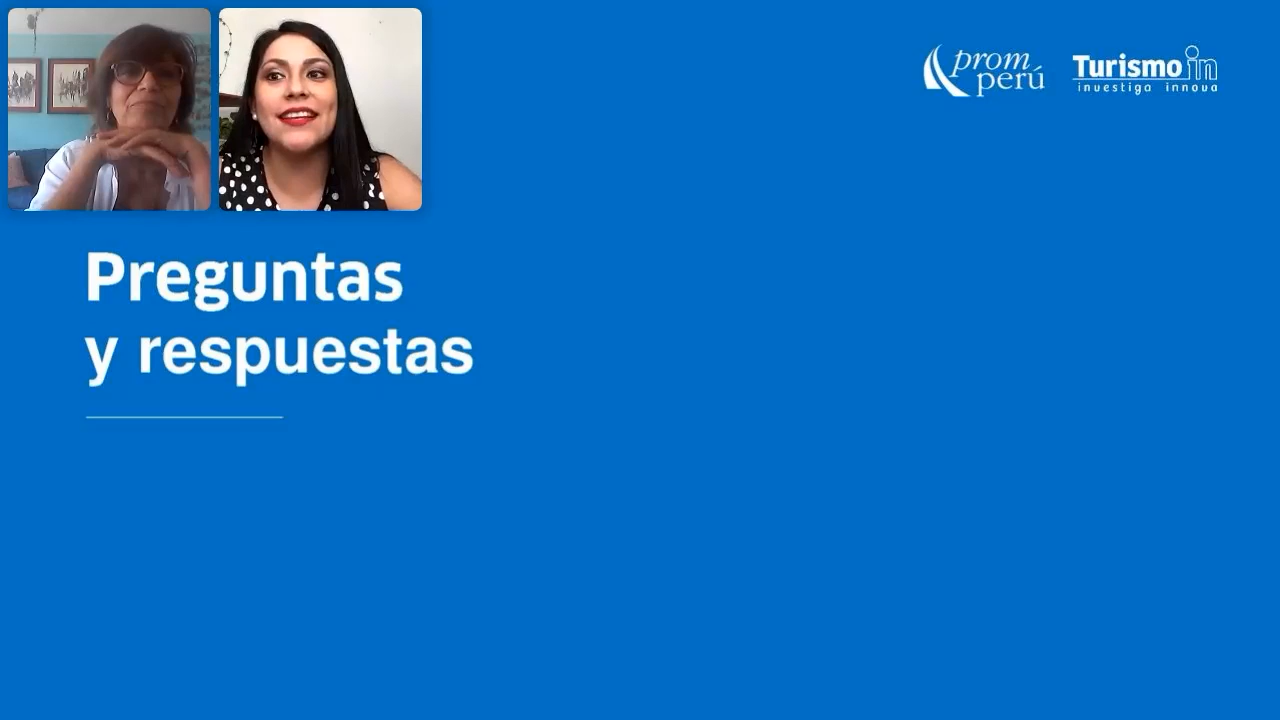 prom
perú
Turismo in
investiga innova
Preguntas
y respuestas